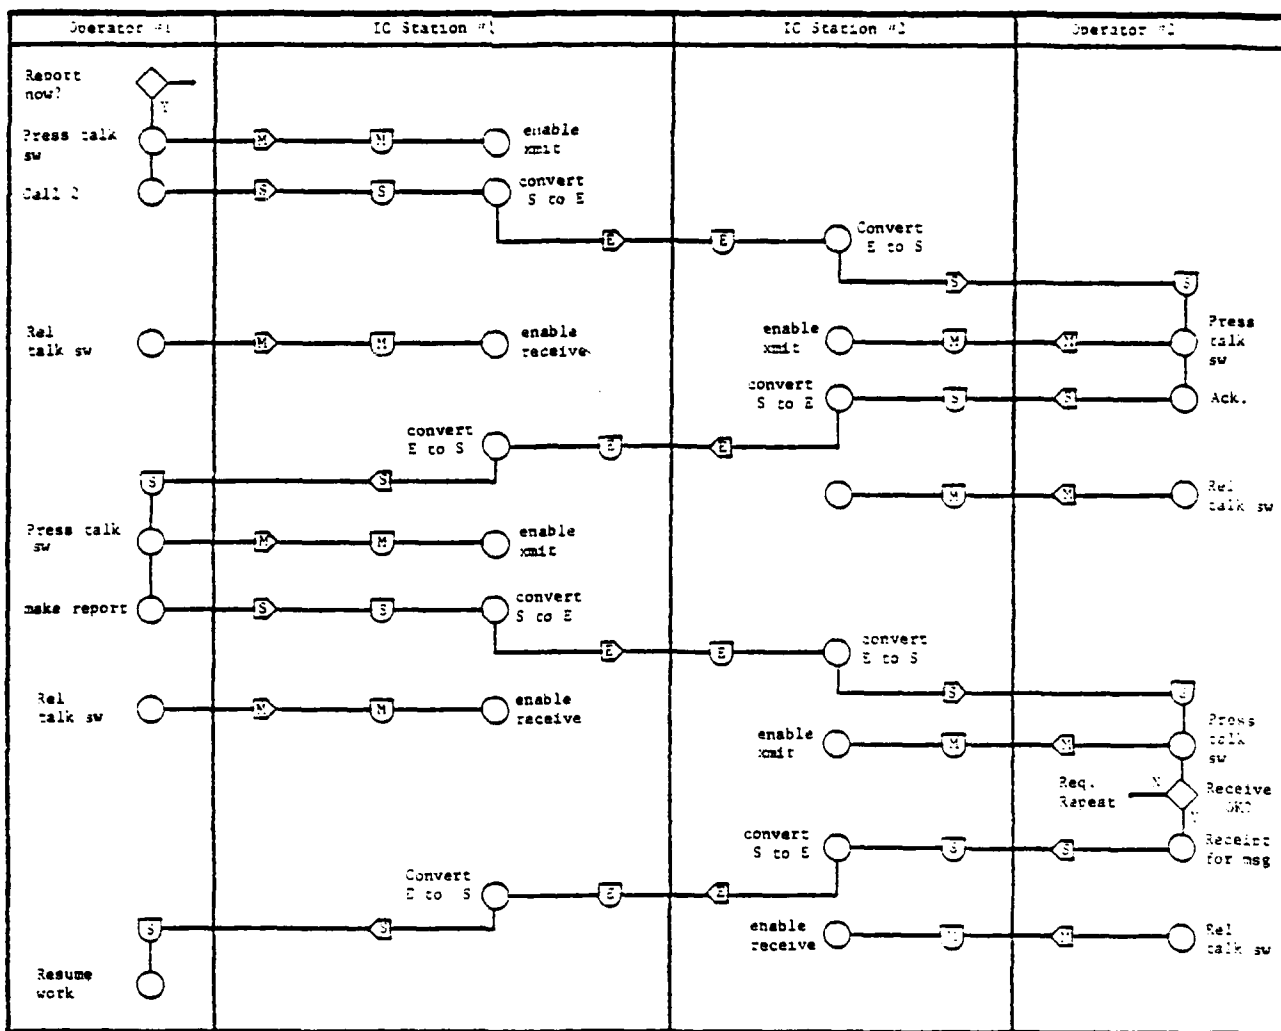 Operator #1
IC Station #1
IC Station #2
Operator #2
Report
now?
Y
Press talk
sw
M
M
enable
xmit
Call 2
S
S
convert
S to E
E
E
Convert
E to S
S
S
Rel
talk sw
M
M
enable
receive
enable
xmit
M
M
Press
talk
sw
convert
S to E
S
S
Ack.
convert
E to S
E
E
S
S
M
M
Rel
talk sw
Press talk
sw
M
M
enable
xmit
make report
S
S
convert
S to E
E
E
convert
E to S
S
S
Rel
talk sw
M
M
enable
receive
enable
xmit
M
M
Press
talk
sw
Req.
Repeat
N
Receive
OK?
Y
convert
S to E
S
S
Receipt
for msg
Convert
E to S
E
E
S
S
enable
receive
M
M
Rel
talk sw
Resume
work